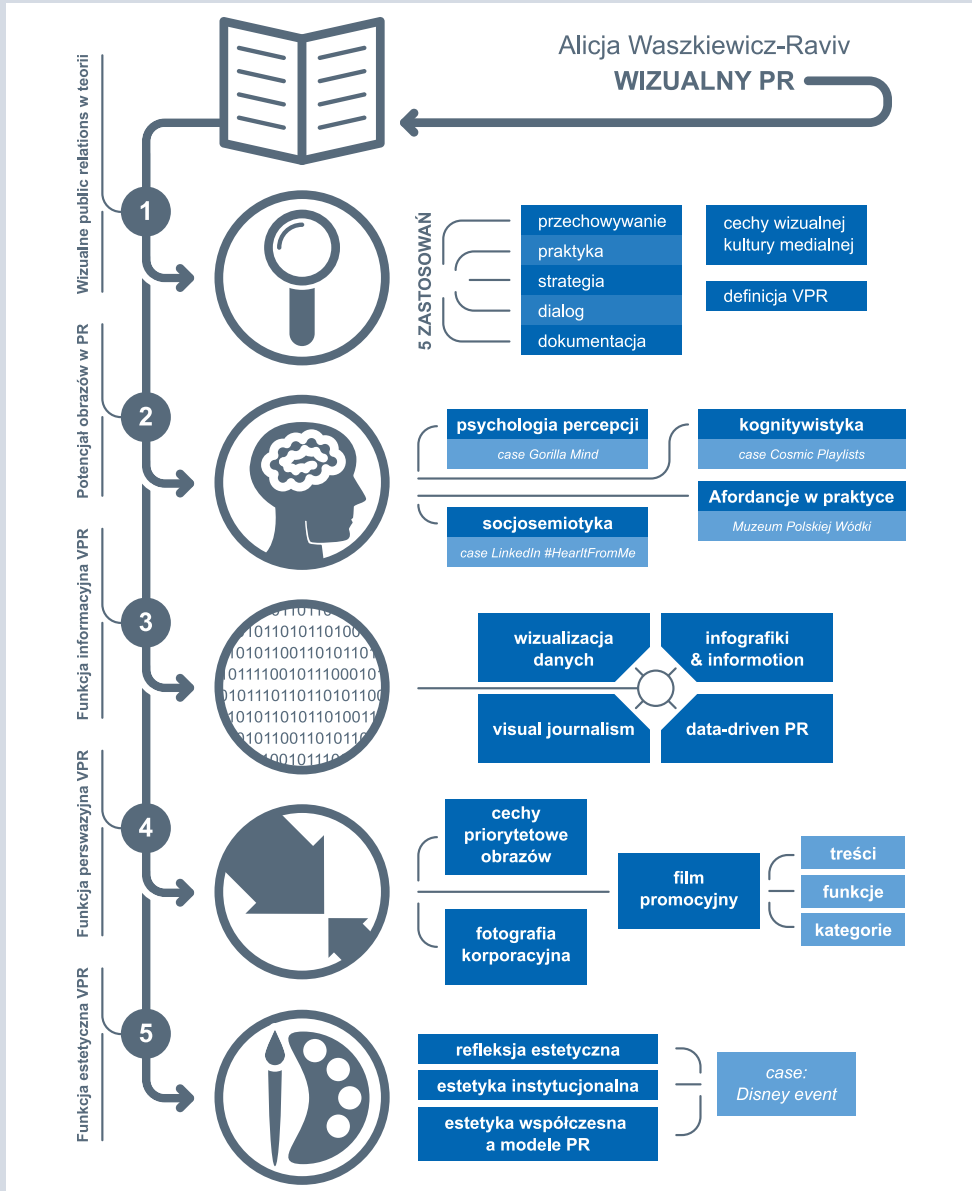 Alicja Waszkiewicz-Raviv
WIZUALNY PR
Wizualne public relations w teorii
1
5 ZASTOSOWAŃ
przechowywanie
praktyka
strategia
dialog
dokumentacja
cechy wizualnej
kultury medialnej
definicja VPR
Potencjał obrazów w PR
2
psychologia percepcji
case Gorilla Mind
kognitywistyka
case Cosmic Playlists
socjosemiotyka
case LinkedIn #HearItFromMe
Afordancje w praktyce
Muzeum Polskiej Wódki
Funkcja informacyjna VPR
3
wizualizacja
danych
infografiki
& informotion
visual journalism
data-driven PR
Funkcja perswazyjna VPR
4
cechy
priorytetowe
obrazów
fotografia
korporacyjna
film
promocyjny
treści
funkcje
kategorie
Funkcja estetyczna VPR
5
refleksja estetyczna
estetyka instytucjonalna
estetyka współczesna
a modele PR
case:
Disney event